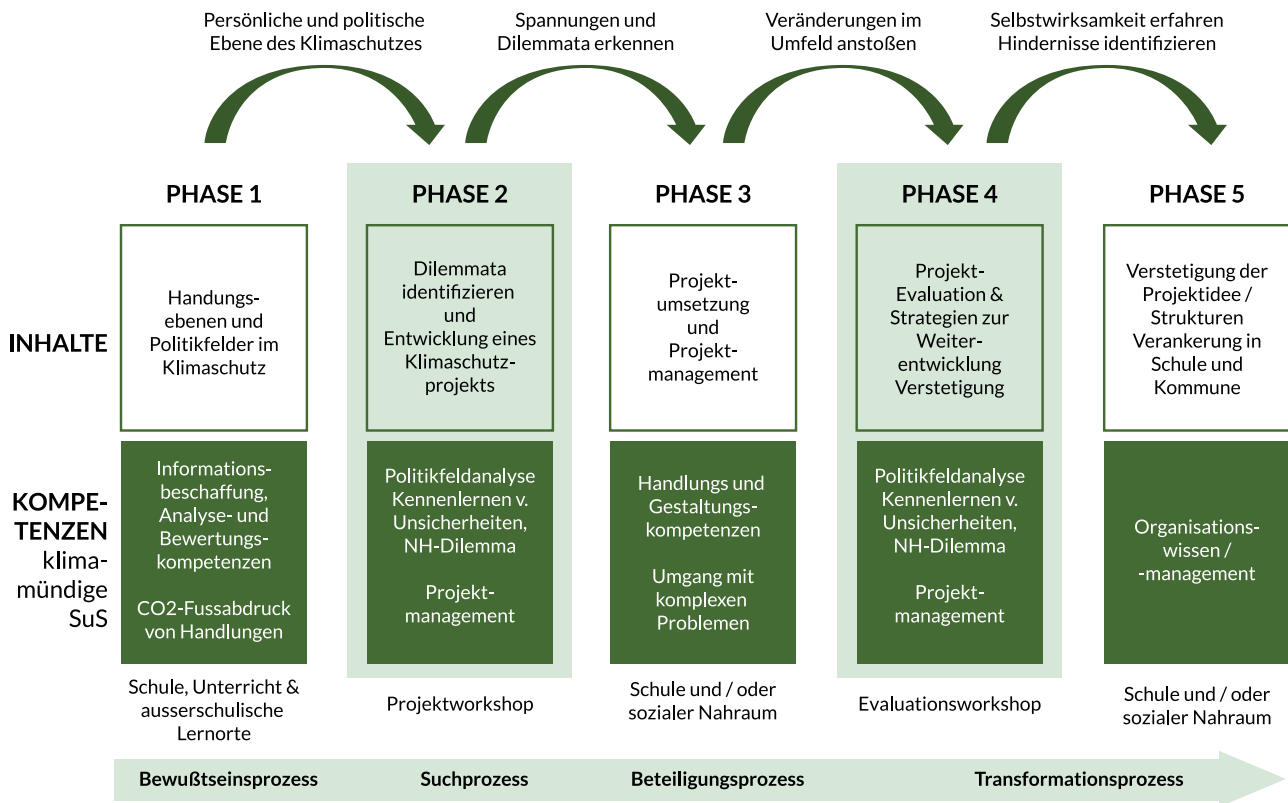 Persönliche und politische
Ebene des Klimaschutzes
Spannungen und
Dilemmata erkennen
Veränderungen im
Umfeld anstoßen
Selbstwirksamkeit erfahren
Hindernisse identifizieren
PHASE 1
PHASE 2
PHASE 3
PHASE 4
PHASE 5
INHALTE
Handungs-
ebenen und
Politikfelder im
Klimaschutz
Dilemmata
identifizieren
und
Entwicklung eines
Klimaschutz-
projekts
Projekt-
umsetzung
und
Projekt-
management
Projekt-
Evaluation &
Strategien zur
Weiter-
entwicklung
Verstetigung
Verstetigung der
Projektidee /
Strukturen
Verankerung in
Schule und
Kommune
KOMPE-
TENZEN
klima-
mündige
SuS
Informations-
beschaffung,
Analyse- und
Bewertungs-
kompetenzen
CO2-Fussabdruck
von Handlungen
Politikfeldanalyse
Kennenlernen v.
Unsicherheiten,
NH-Dilemma
Projekt-
management
Handlungs und
Gestaltungs-
kompetenzen
Umgang mit
komplexen
Problemen
Politikfeldanalyse
Kennenlernen v.
Unsicherheiten,
NH-Dilemma
Projekt-
management
Organisations-
wissen /
-management
Schule, Unterricht &
ausserschulische
Lernorte
Projektworkshop
Schule und / oder
sozialer Nahraum
Evaluationsworkshop
Schule und / oder
sozialer Nahraum
Bewußtseinsprozess
Suchprozess
Beteiligungsprozess
Transformationsprozess